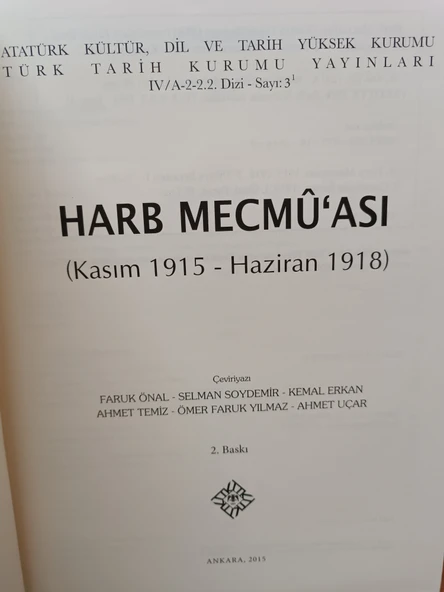 ATATÜRK KÜLTÜR, DİL VE TARİH YÜKSEK KURUMU
TÜRK TARİH KURUMU YAYINLARI
IV/A-2-2.2. Dizi - Sayı: 3¹
HARB MECMÛ‘ASI
(Kasım 1915 - Haziran 1918)
Çeviriyazı
FARUK ÖNAL - SELMAN SOYDEMİR - KEMAL ERKAN
AHMET TEMİZ - ÖMER FARUK YILMAZ - AHMET UÇAR
2. Baskı
ANKARA, 2015